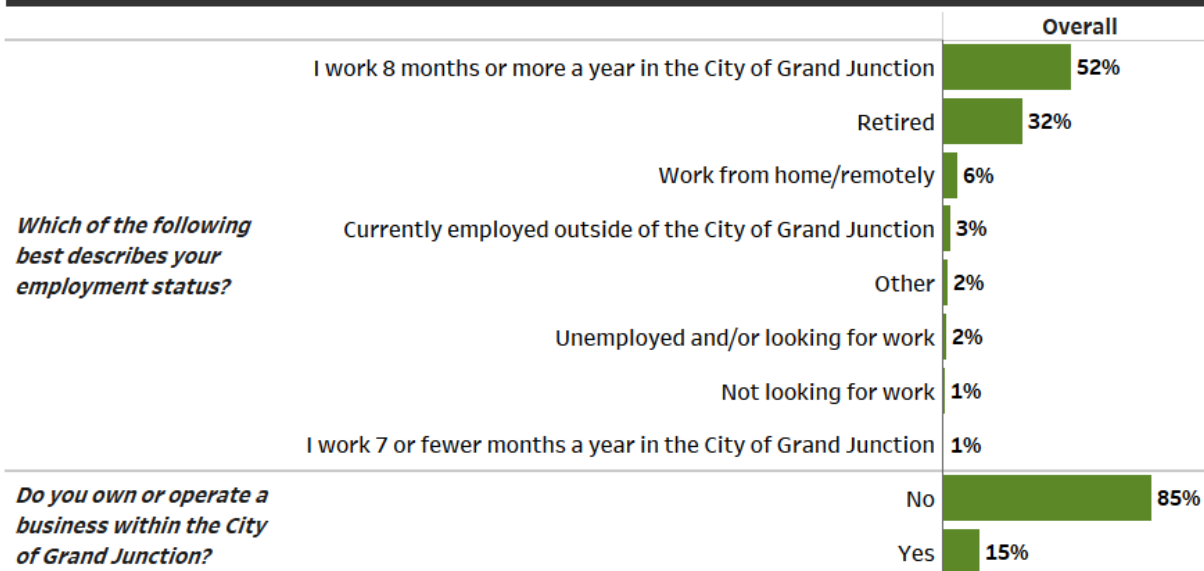 Overall
I work 8 months or more a year in the City of Grand Junction 52%
Retired 32%
Work from home/remotely 6%
Which of the following
best describes your
employment status?
Currently employed outside of the City of Grand Junction 3%
Other 2%
Unemployed and/or looking for work 2%
Not looking for work 1%
I work 7 or fewer months a year in the City of Grand Junction 1%
Do you own or operate a
business within the City
of Grand Junction?
No 85%
Yes 15%